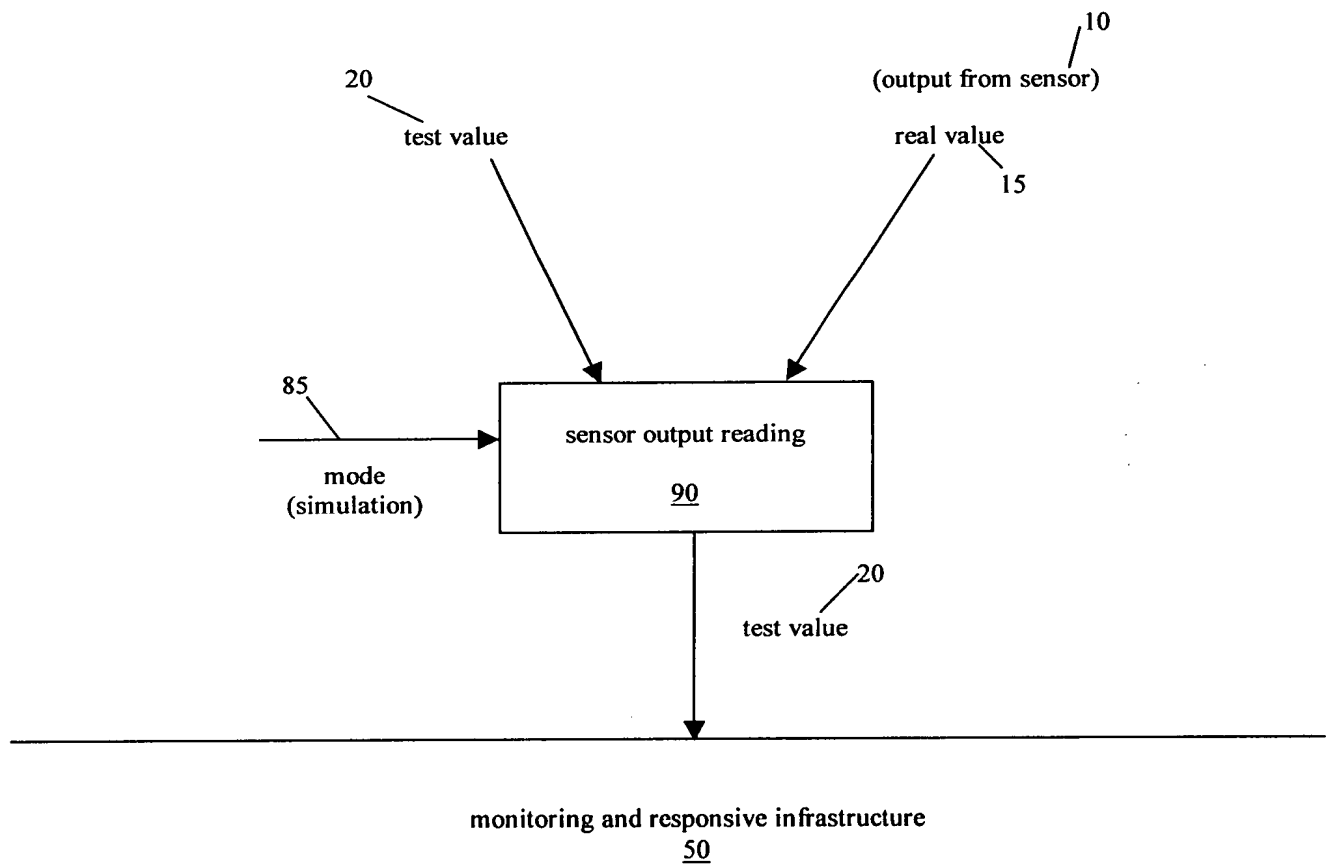 10
(output from sensor)
20
test value
real value
15
85
sensor output reading
mode
(simulation)
90
20
test value
monitoring and responsive infrastructure
50